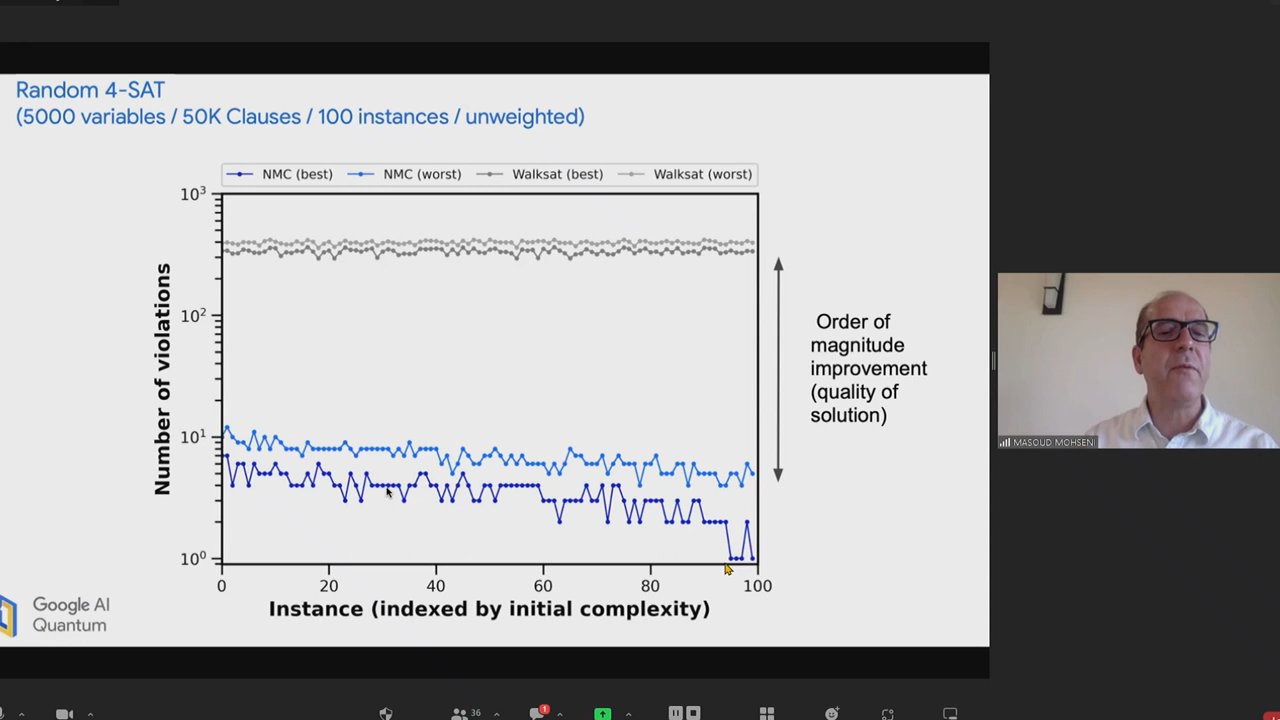 Random 4-SAT
(5000 variables / 50K Clauses / 100 instances / unweighted)
NMC (best) NMC (worst) Walksat (best) Walksat (worst)
10³
10²
10¹
10⁰
Number of violations
0 20 40 60 80 100
Instance (indexed by initial complexity)
Order of
magnitude
improvement
(quality of
solution)
Google AI
Quantum
MASOUD MOHSENI
36
1